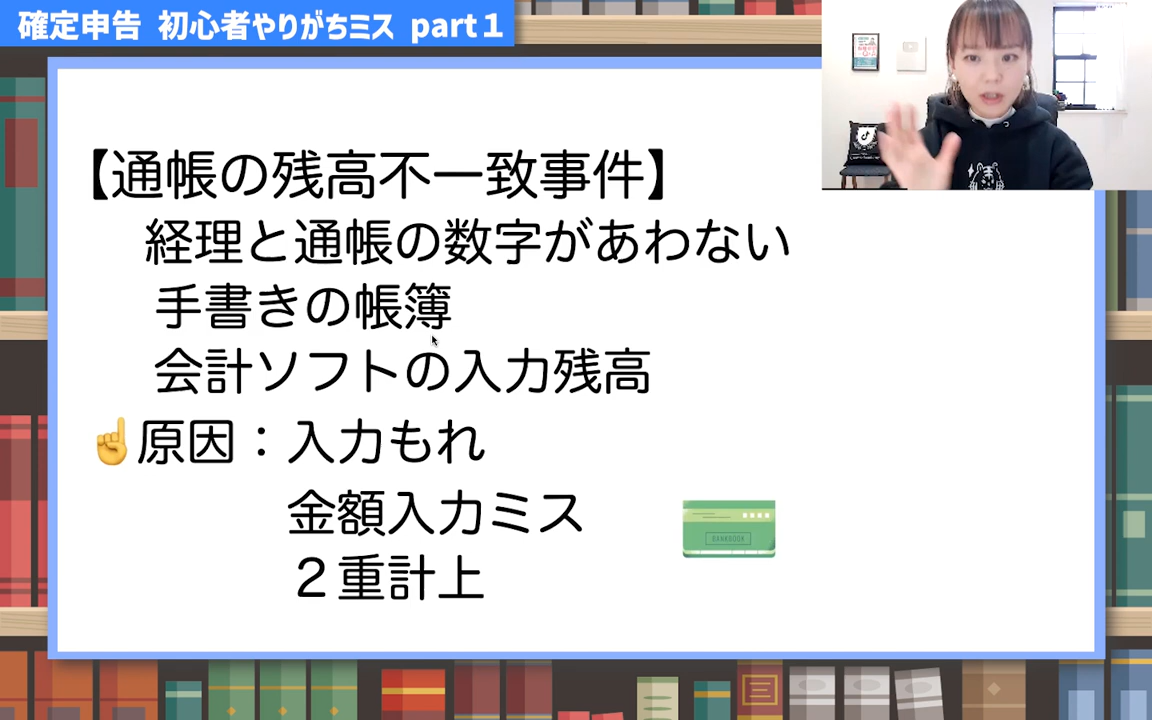 確定申告 初心者やりがちミス part１
【通帳の残高不一致事件】
経理と通帳の数字があわない
手書きの帳簿
会計ソフトの入力残高
☝原因：入力もれ
金額入力ミス
２重計上
BANKBOOK